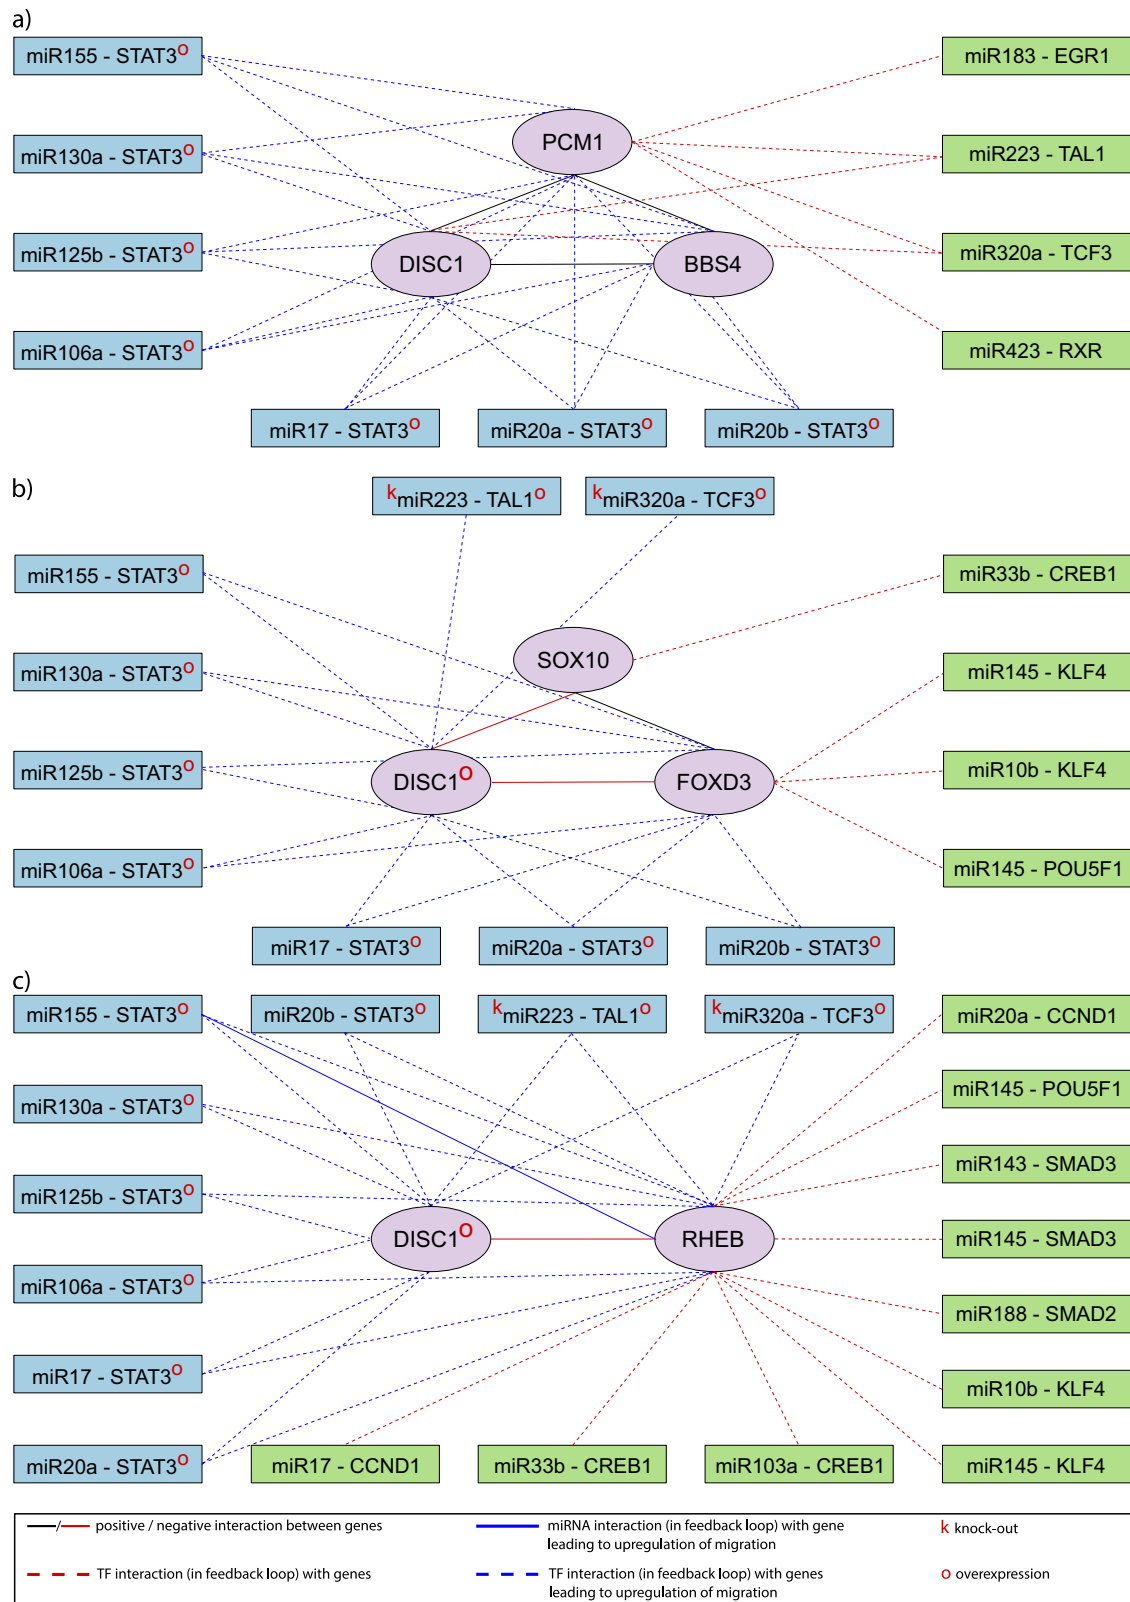 a)
miR155 - STAT3o
miR183 - EGR1
PCM1
miR130a - STAT3o
miR223 - TAL1
miR125b - STAT3o
DISC1
BBS4
miR320a - TCF3
miR106a - STAT3o
miR423 - RXR
miR17 - STAT3o
miR20a - STAT3o
miR20b - STAT3o
b)
kmiR223 - TAL1o
kmiR320a - TCF3o
miR155 - STAT3o
miR33b - CREB1
SOX10
miR130a - STAT3o
miR145 - KLF4
miR125b - STAT3o
DISC1o
FOXD3
miR10b - KLF4
miR106a - STAT3o
miR145 - POU5F1
miR17 - STAT3o
miR20a - STAT3o
miR20b - STAT3o
c)
miR155 - STAT3o
miR20b - STAT3o
kmiR223 - TAL1o
kmiR320a - TCF3o
miR20a - CCND1
miR130a - STAT3o
miR145 - POU5F1
miR143 - SMAD3
miR125b - STAT3o
DISC1o
RHEB
miR145 - SMAD3
miR106a - STAT3o
miR188 - SMAD2
miR17 - STAT3o
miR10b - KLF4
miR20a - STAT3o
miR17 - CCND1
miR33b - CREB1
miR103a - CREB1
miR145 - KLF4
/ positive / negative interaction between genes
miRNA interaction (in feedback loop) with gene
leading to upregulation of migration
k knock-out
TF interaction (in feedback loop) with genes
TF interaction (in feedback loop) with genes
leading to upregulation of migration
o overexpression